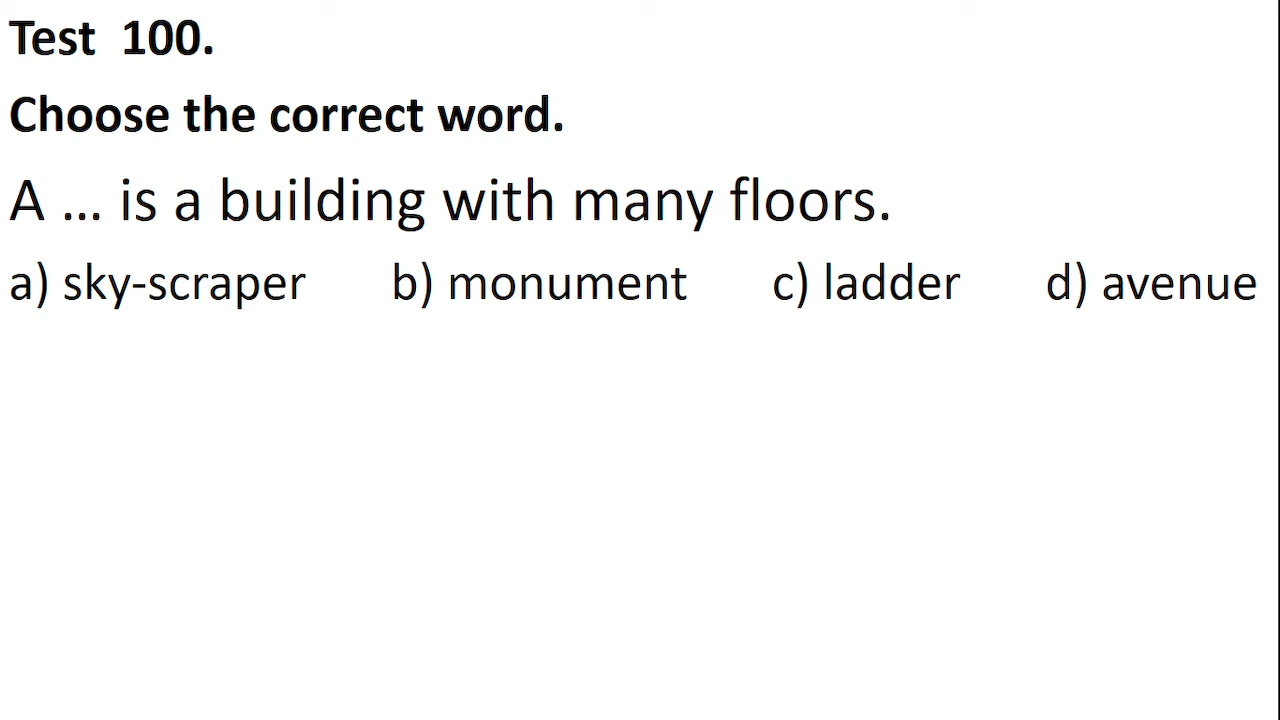 Test  100.
Choose the correct word.
A ... is a building with many floors.
a) sky-scraper b) monument c) ladder d) avenue